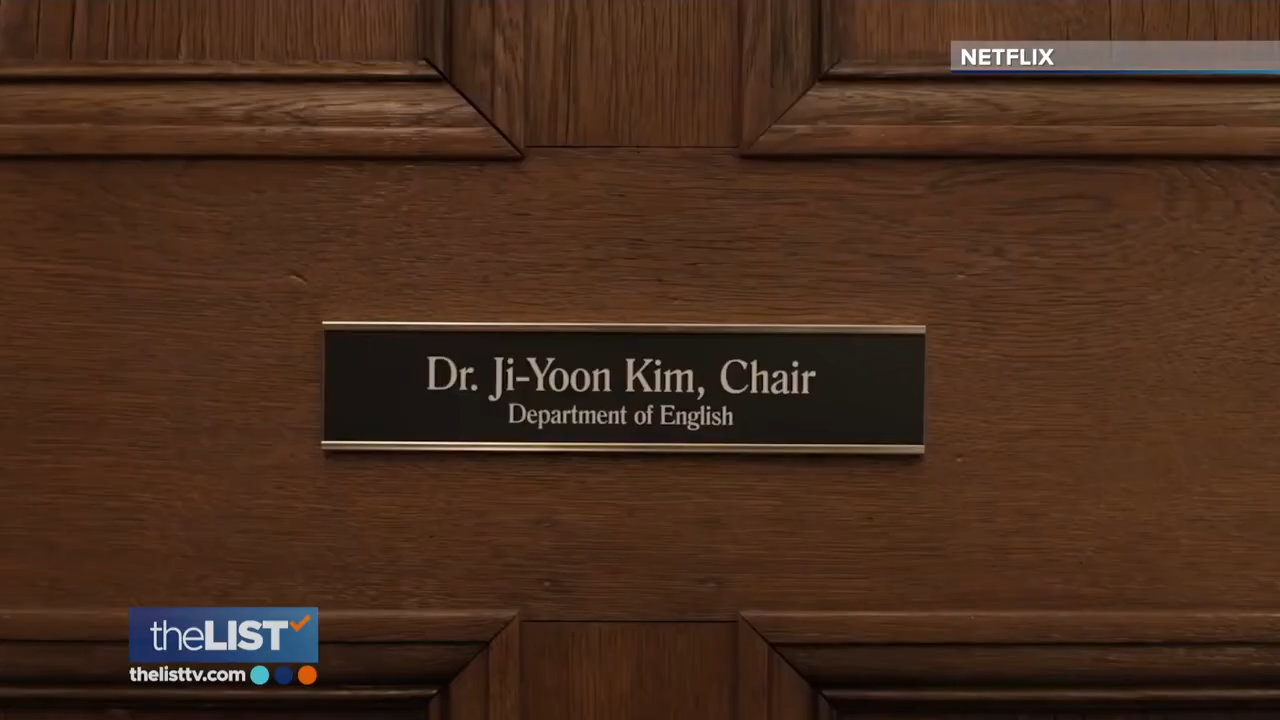 NETFLIX
Dr. Ji-Yoon Kim, Chair
Department of English
theLIST
thelisttv.com